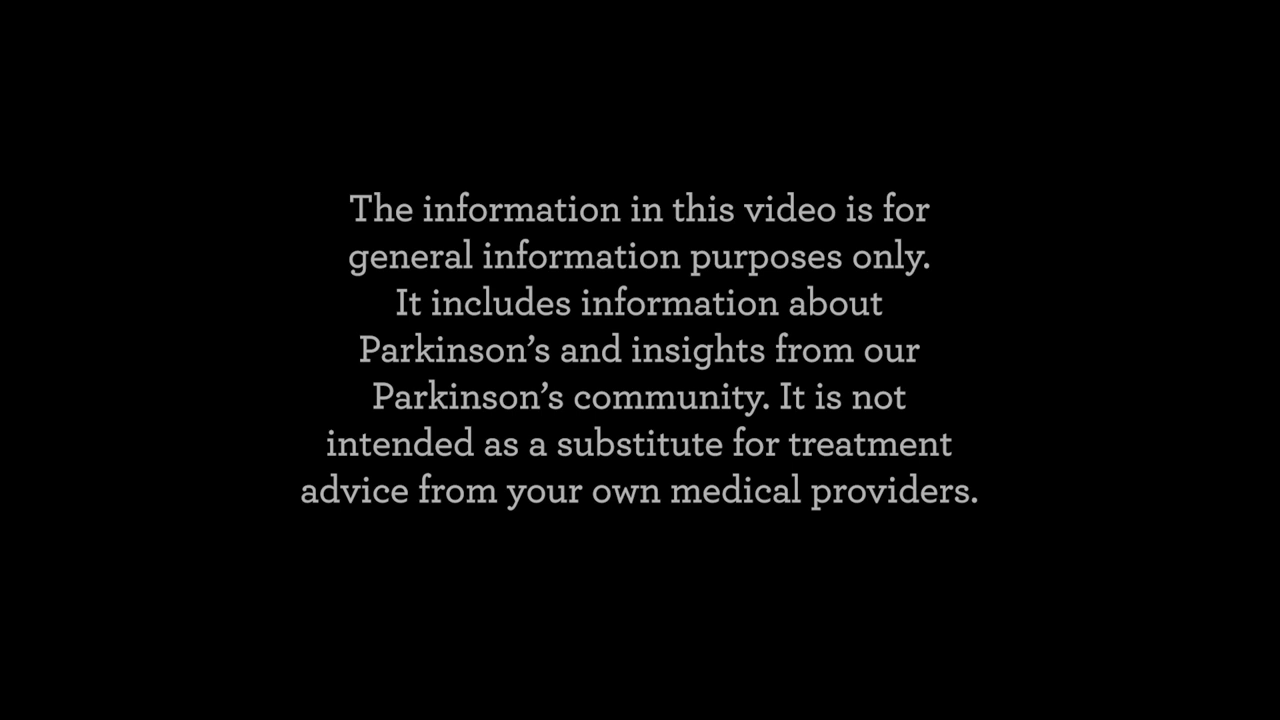 The information in this video is for
general information purposes only.
It includes information about
Parkinson’s and insights from our
Parkinson’s community. It is not
intended as a substitute for treatment
advice from your own medical providers.